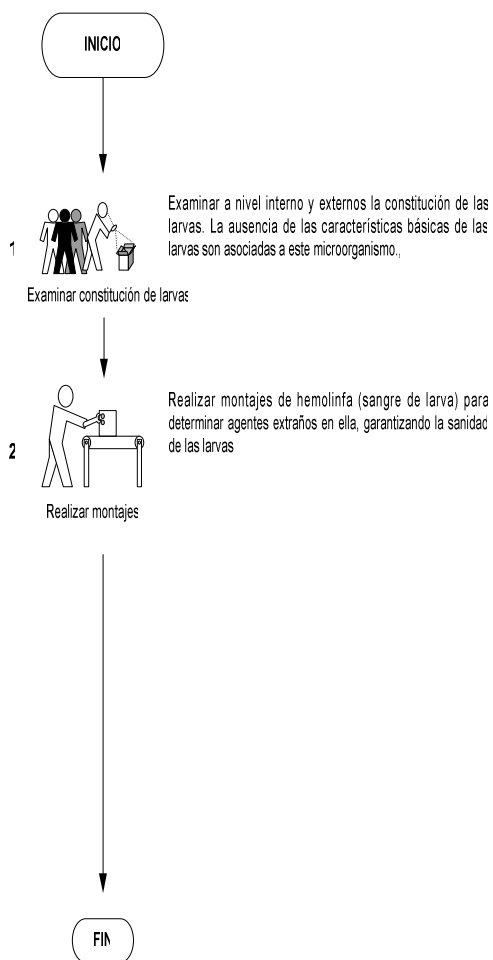 INICIO
Examinar a nivel interno y externos la constitución de las
larvas. La ausencia de las características básicas de las
larvas son asociadas a este microorganismo.,
1
Examinar constitución de larvas
Realizar montajes de hemolinfa (sangre de larva) para
determinar agentes extraños en ella, garantizando la sanidad
de las larvas
2
Realizar montajes
FIN